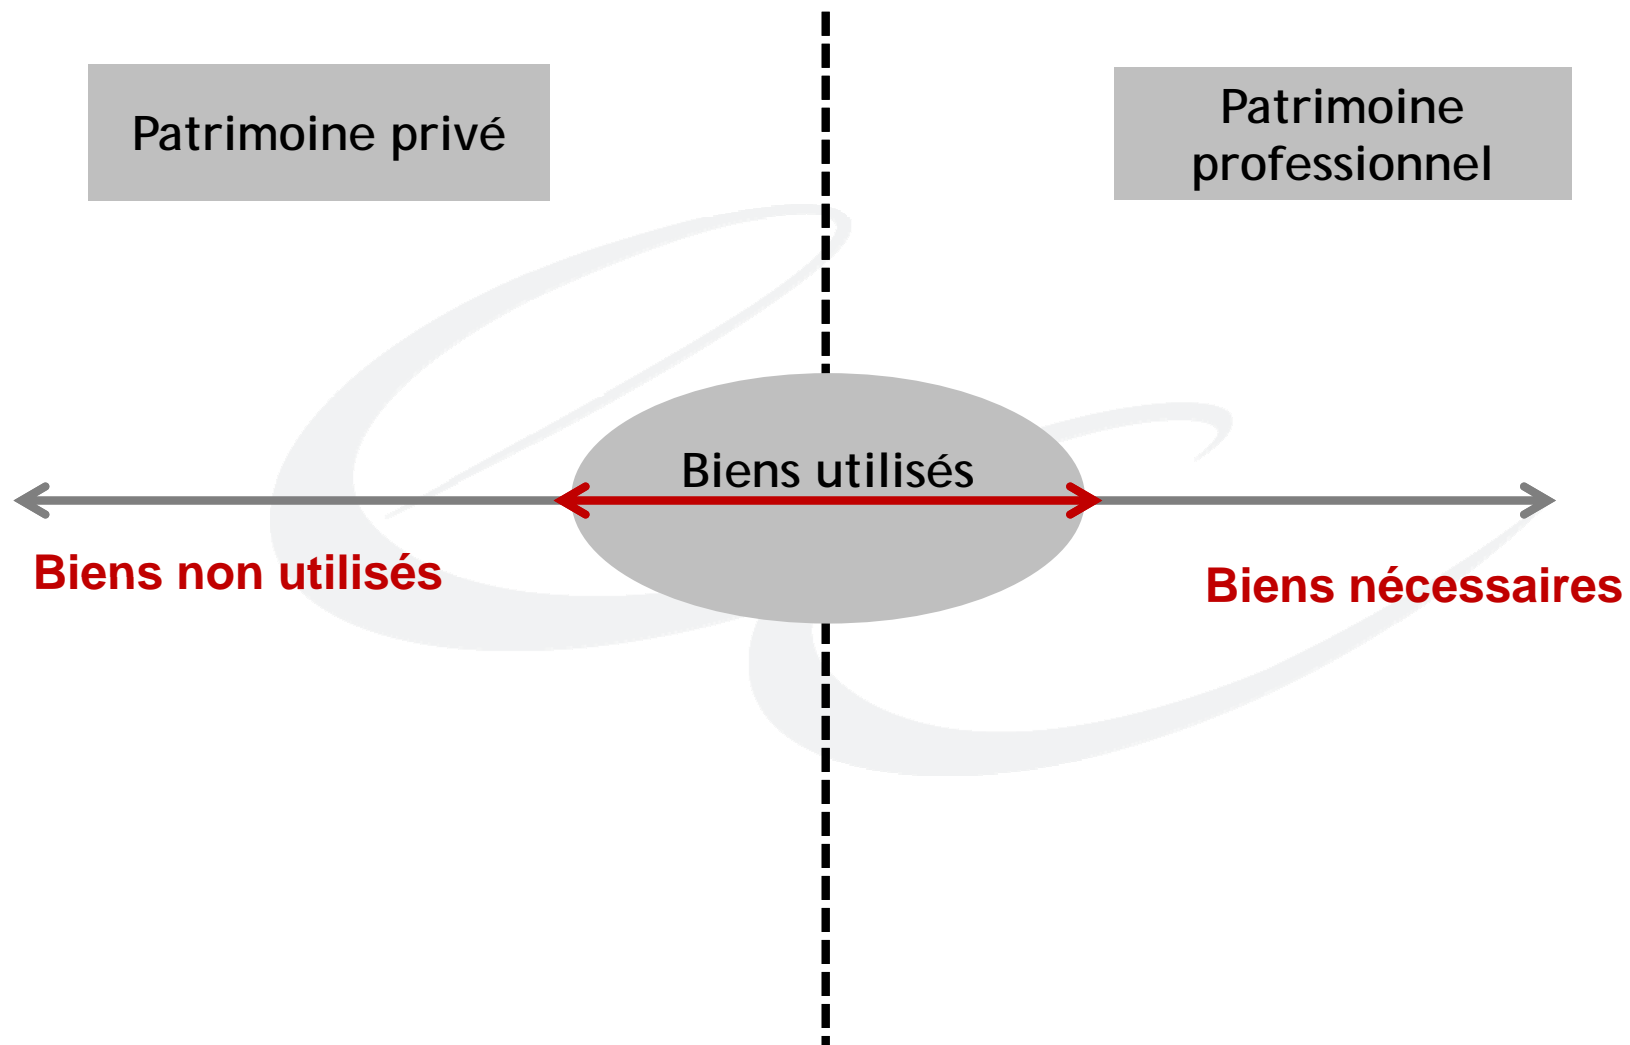 Patrimoine privé
Patrimoine
professionnel
Biens utilisés
Biens non utilisés
Biens nécessaires